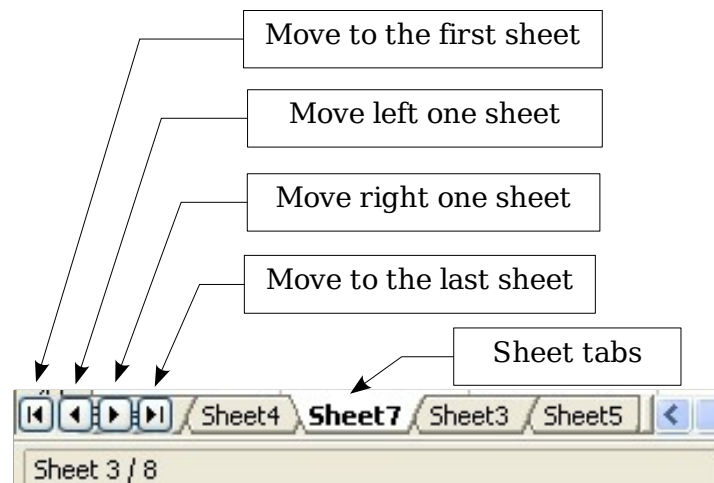 Move to the first sheet
Move left one sheet
Move right one sheet
Move to the last sheet
Sheet tabs
Sheet4 Sheet7 Sheet3 Sheet5
Sheet 3 / 8